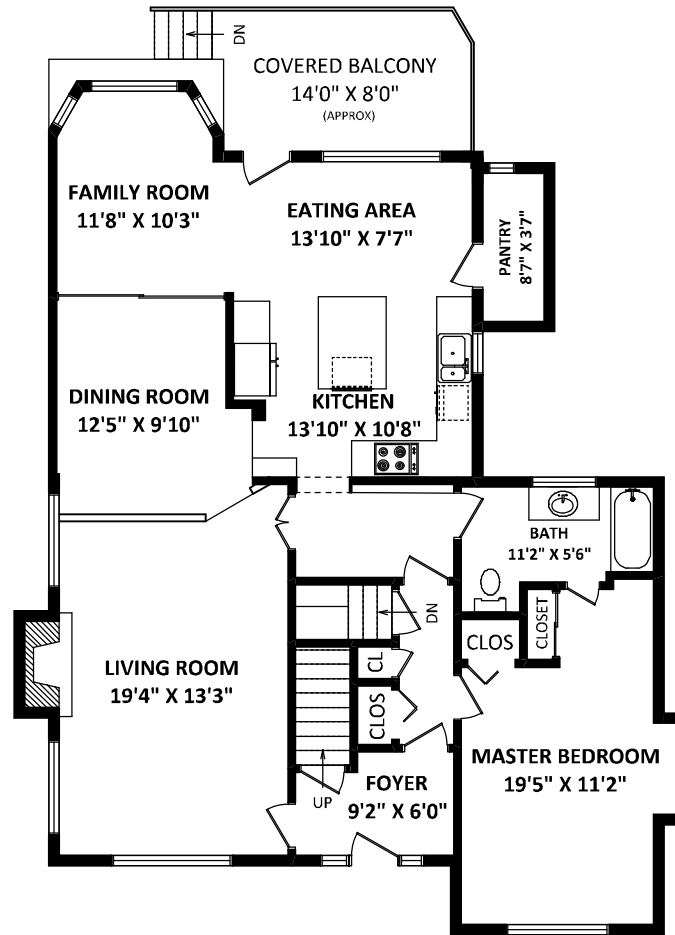 DN
COVERED BALCONY
14'0" X 8'0"
(APPROX)
FAMILY ROOM
11'8" X 10'3"
EATING AREA
13'10" X 7'7"
PANTRY
8'7" X 3'7"
DINING ROOM
12'5" X 9'10"
KITCHEN
13'10" X 10'8"
BATH
11'2" X 5'6"
DN
CLOSET
CLOS
CL
CLOS
LIVING ROOM
19'4" X 13'3"
MASTER BEDROOM
19'5" X 11'2"
FOYER
9'2" X 6'0"
UP